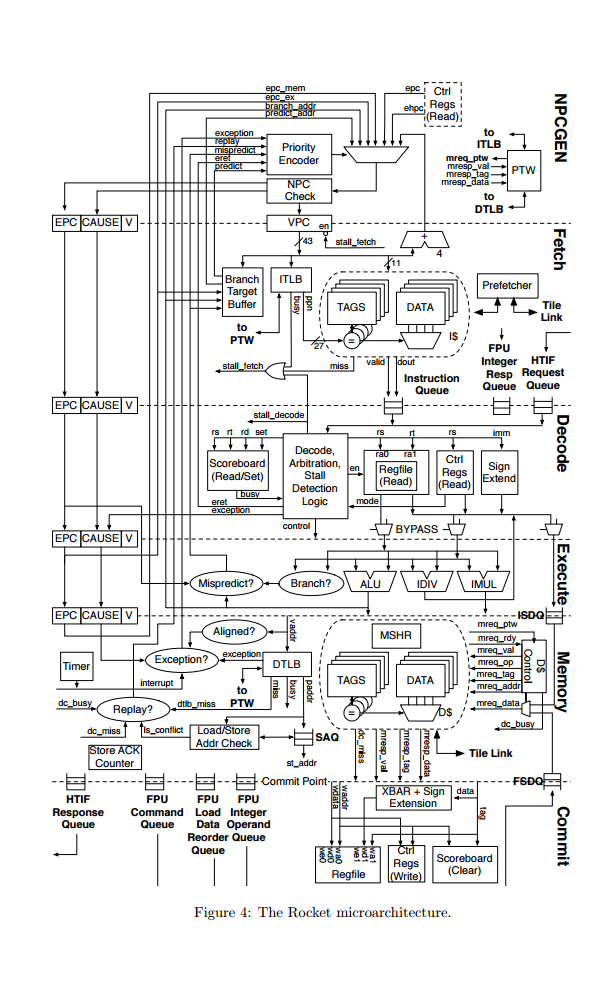 epc_mem
epc_ex
branch_addr
predict_addr
epc
ehpc
Ctrl
Regs
(Read)
NPCGEN
exception
replay
mispredict
eret
predict
Priority
Encoder
to
ITLB
mreq_ptw
mresp_val
mresp_tag
mresp_data
PTW
to
DTLB
NPC
Check
EPC CAUSE V
VPC
en
43
stall_fetch
+
4
Fetch
11
Branch
Target
Buffer
ITLB
busy
ppn
TAGS
DATA
Prefetcher
Tile
Link
to
PTW
27
=
I$
stall_fetch
miss
valid
dout
Instruction
Queue
FPU
Integer
Resp
Queue
HTIF
Request
Queue
EPC CAUSE V
stall_decode
Decode
rs rt rd set
Scoreboard
(Read/Set)
busy
Decode,
Arbitration,
Stall
Detection
Logic
en
rs rt
ra0 ra1
Regfile
(Read)
rs
Ctrl
Regs
(Read)
imm
Sign
Extend
eret
exception
mode
control
BYPASS
EPC CAUSE V
Execute
Mispredict?
Branch?
ALU
IDIV
IMUL
EPC CAUSE V
ISDQ
Aligned?
vaddr
MSHR
mreq_ptw
mreq_rdy
mreq_val
mreq_op
mreq_tag
mreq_addr
mreq_data
D$
Control
Memory
Timer
Exception?
exception
DTLB
TAGS
DATA
interrupt
to
PTW
miss
busy
paddr
dc_busy
Replay?
dtlb_miss
=
D$
dc_busy
dc_miss
ls_conflict
Load/Store
Addr Check
SAQ
dc_miss
mresp_val
mresp_tag
mresp_data
Tile Link
Store ACK
Counter
st_addr
Commit Point
FSDQ
HTIF
Response
Queue
FPU
Command
Queue
FPU
Load
Data
Reorder
Queue
FPU
Integer
Operand
Queue
wdata
waddr
XBAR + Sign
Extension
data
tag
Commit
we0
wd0
wa0
we1
wd1
wa1
Regfile
Ctrl
Regs
(Write)
Scoreboard
(Clear)
Figure 4: The Rocket microarchitecture.